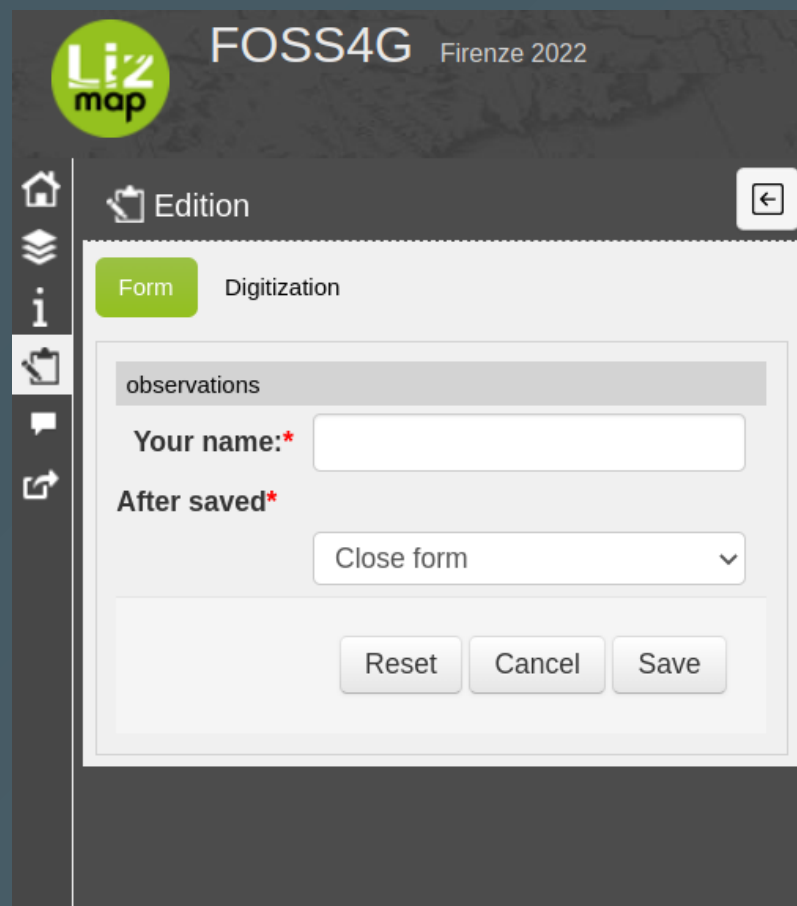 Liz
map
FOSS4G Firenze 2022
Edition
Form Digitization
observations
Your name:*
After saved*
Close form
Reset Cancel Save